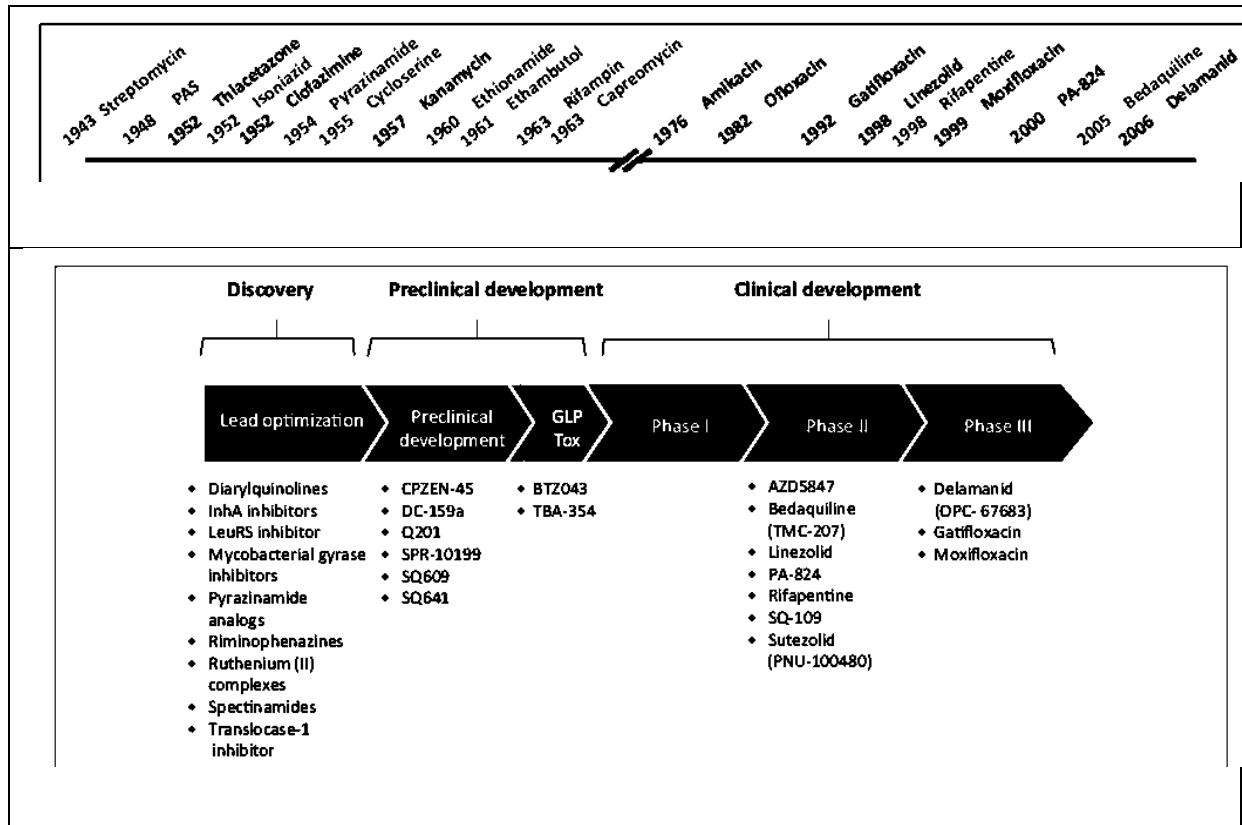 1943 Streptomycin
1948 PAS
1952 Thiacetazone
1952 Isoniazid
1952 Clofazimine
1954 Pyrazinamide
1955 Cycloserine
1957 Kanamycin
1960 Ethionamide
1961 Ethambutol
1963 Rifampin
1963 Capreomycin
1976 Amikacin
1982 Ofloxacin
1992 Gatifloxacin
1998 Linezolid
1998 Rifapentine
1999 Moxifloxacin
2000 PA-824
2005 Bedaquiline
2006 Delamanid
Discovery
Preclinical development
Clinical development
Lead optimization
Preclinical
development
GLP
Tox
Phase I
Phase II
Phase III
Diarylquinolines
InhA inhibitors
LeuRS inhibitor
Mycobacterial gyrase
inhibitors
Pyrazinamide
analogs
Riminophenazines
Ruthenium (II)
complexes
Spectinamides
Translocase-1
inhibitor
CPZEN-45
DC-159a
Q201
SPR-10199
SQ609
SQ641
BTZ043
TBA-354
AZD5847
Bedaquiline
(TMC-207)
Linezolid
PA-824
Rifapentine
SQ-109
Sutezolid
(PNU-100480)
Delamanid
(OPC- 67683)
Gatifloxacin
Moxifloxacin